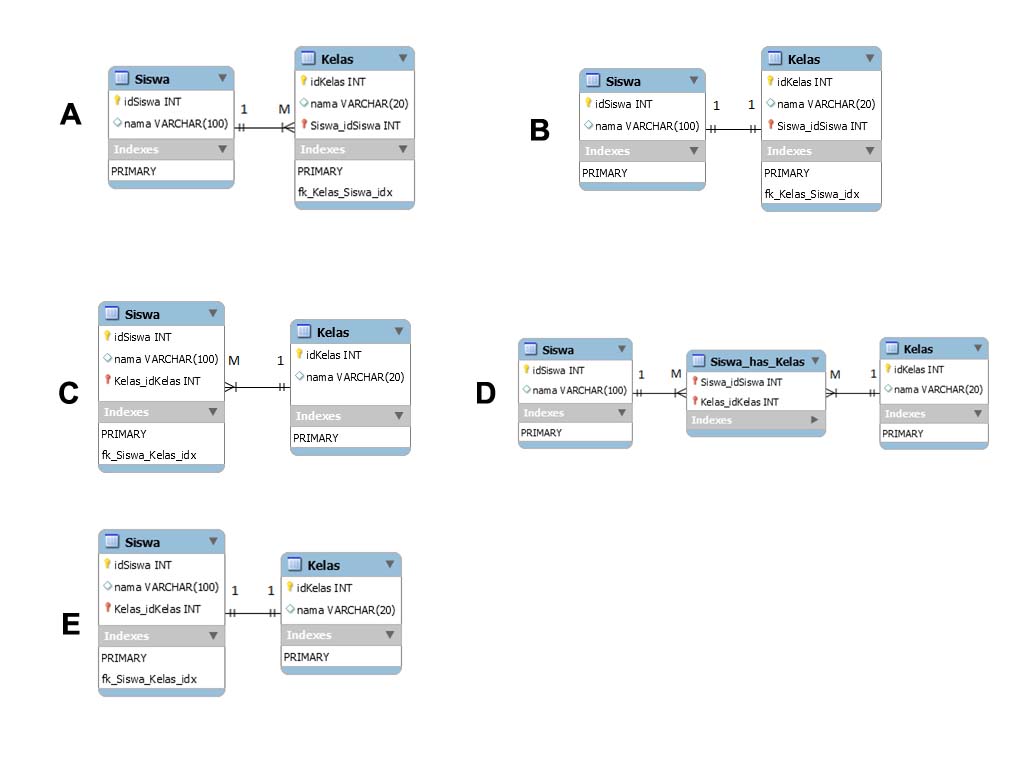 A
Siswa
idSiswa INT
nama VARCHAR(100)
Indexes
PRIMARY
1
M
Kelas
idKelas INT
nama VARCHAR(20)
Siswa_idSiswa INT
Indexes
PRIMARY
fk_Kelas_Siswa_idx
B
Siswa
idSiswa INT
nama VARCHAR(100)
Indexes
PRIMARY
1
1
Kelas
idKelas INT
nama VARCHAR(20)
Siswa_idSiswa INT
Indexes
PRIMARY
fk_Kelas_Siswa_idx
C
Siswa
idSiswa INT
nama VARCHAR(100)
Kelas_idKelas INT
Indexes
PRIMARY
fk_Siswa_Kelas_idx
M
1
Kelas
idKelas INT
nama VARCHAR(20)
Indexes
PRIMARY
D
Siswa
idSiswa INT
nama VARCHAR(100)
Indexes
PRIMARY
1
M
Siswa_has_Kelas
Siswa_idSiswa INT
Kelas_idKelas INT
Indexes
M
1
Kelas
idKelas INT
nama VARCHAR(20)
Indexes
PRIMARY
E
Siswa
idSiswa INT
nama VARCHAR(100)
Kelas_idKelas INT
Indexes
PRIMARY
fk_Siswa_Kelas_idx
1
1
Kelas
idKelas INT
nama VARCHAR(20)
Indexes
PRIMARY